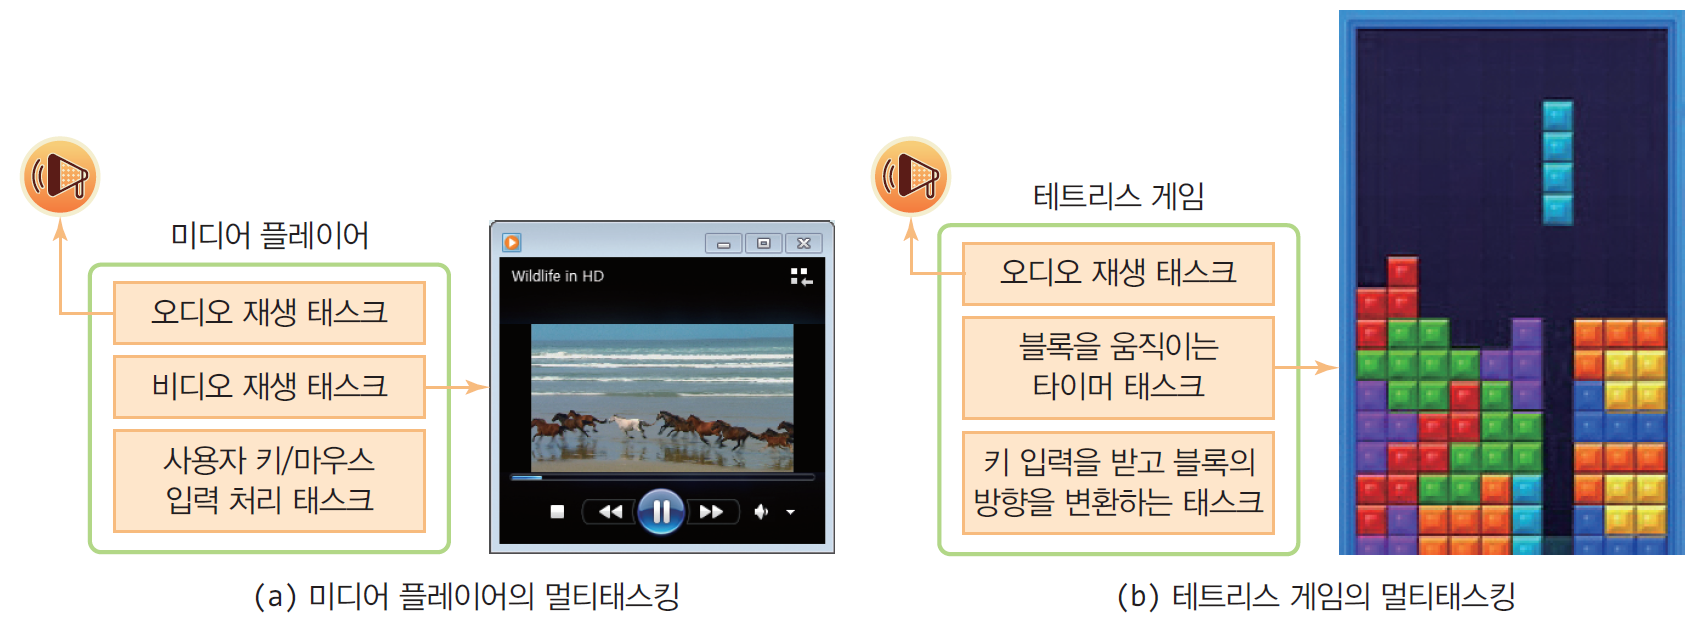 미디어 플레이어
오디오 재생 태스크
비디오 재생 태스크
사용자 키/마우스
입력 처리 태스크
Wildlife in HD
(a) 미디어 플레이어의 멀티태스킹
테트리스 게임
오디오 재생 태스크
블록을 움직이는
타이머 태스크
키 입력을 받고 블록의
방향을 변환하는 태스크
(b) 테트리스 게임의 멀티태스킹